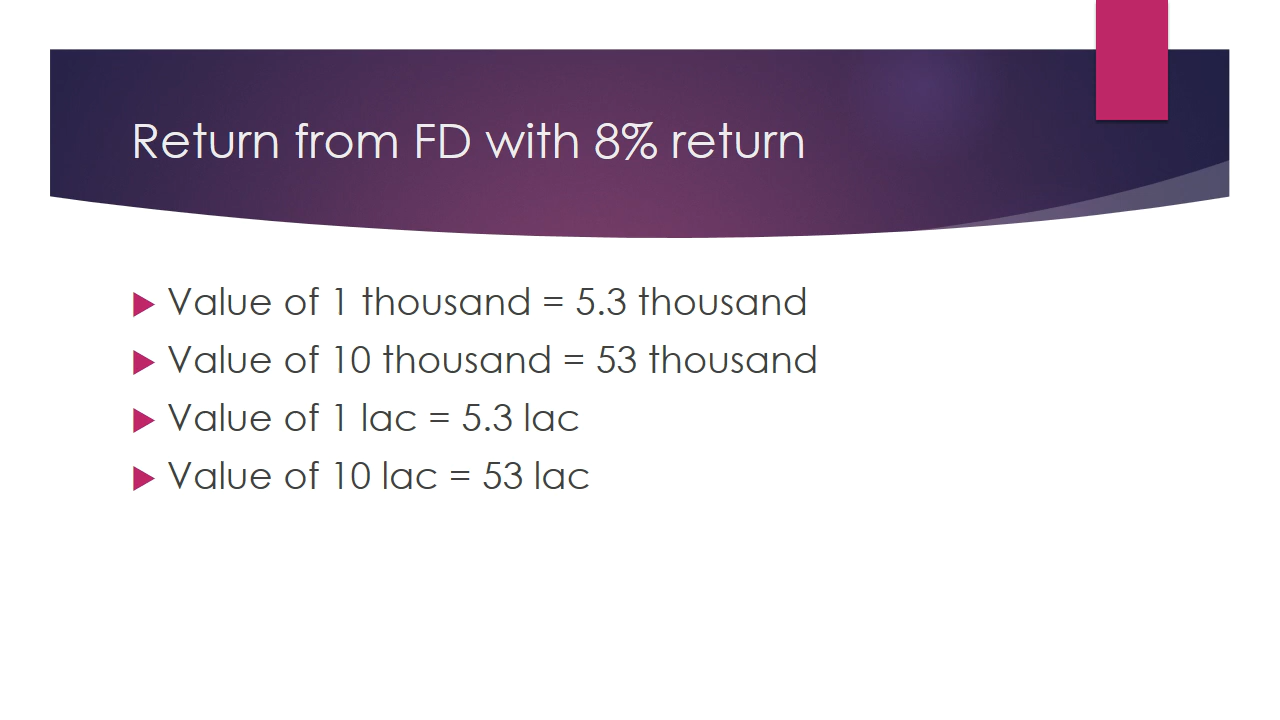 Return from FD with 8% return
Value of 1 thousand = 5.3 thousand
Value of 10 thousand = 53 thousand
Value of 1 lac = 5.3 lac
Value of 10 lac = 53 lac